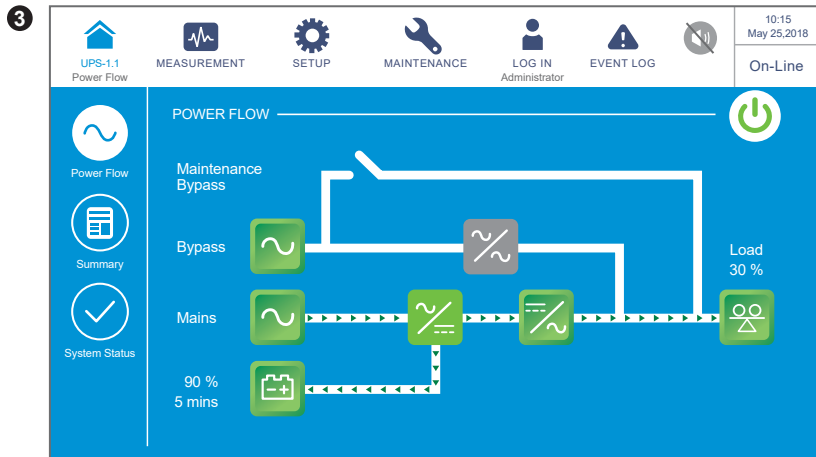 3
10:15
May 25,2018
UPS-1.1
Power Flow
MEASUREMENT
SETUP
MAINTENANCE
LOG IN
Administrator
EVENT LOG
On-Line
POWER FLOW
Power Flow
Maintenance
Bypass
Summary
Bypass
Load
30 %
Mains
System Status
90 %
5 mins